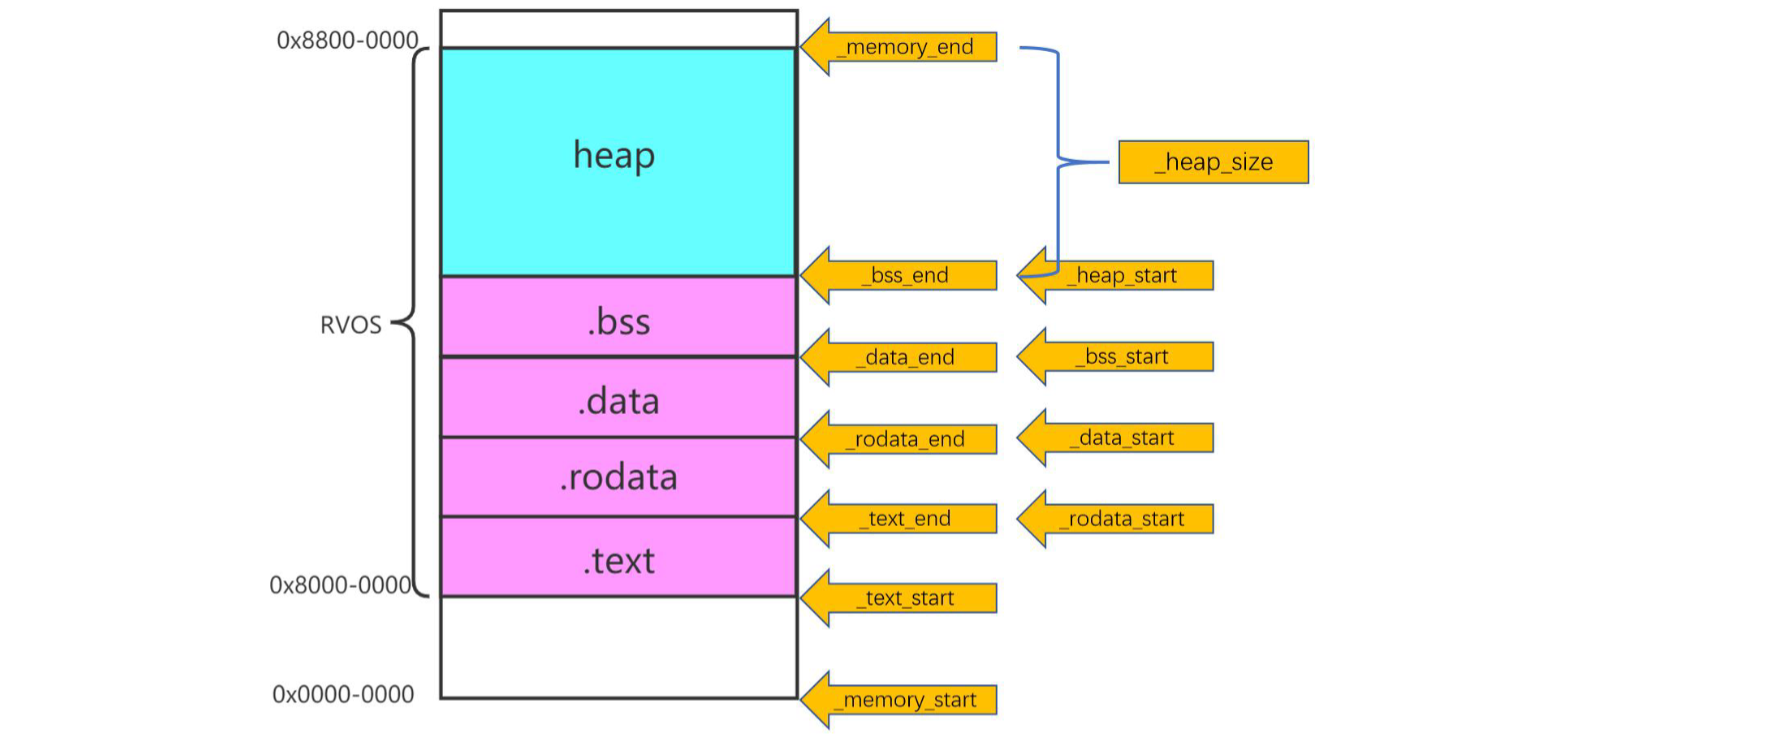 0x8800-0000
_memory_end
heap
_heap_size
_bss_end
_heap_start
.bss
RVOS
_data_end
_bss_start
.data
_rodata_end
_data_start
.rodata
_text_end
_rodata_start
.text
0x8000-0000
_text_start
0x0000-0000
_memory_start